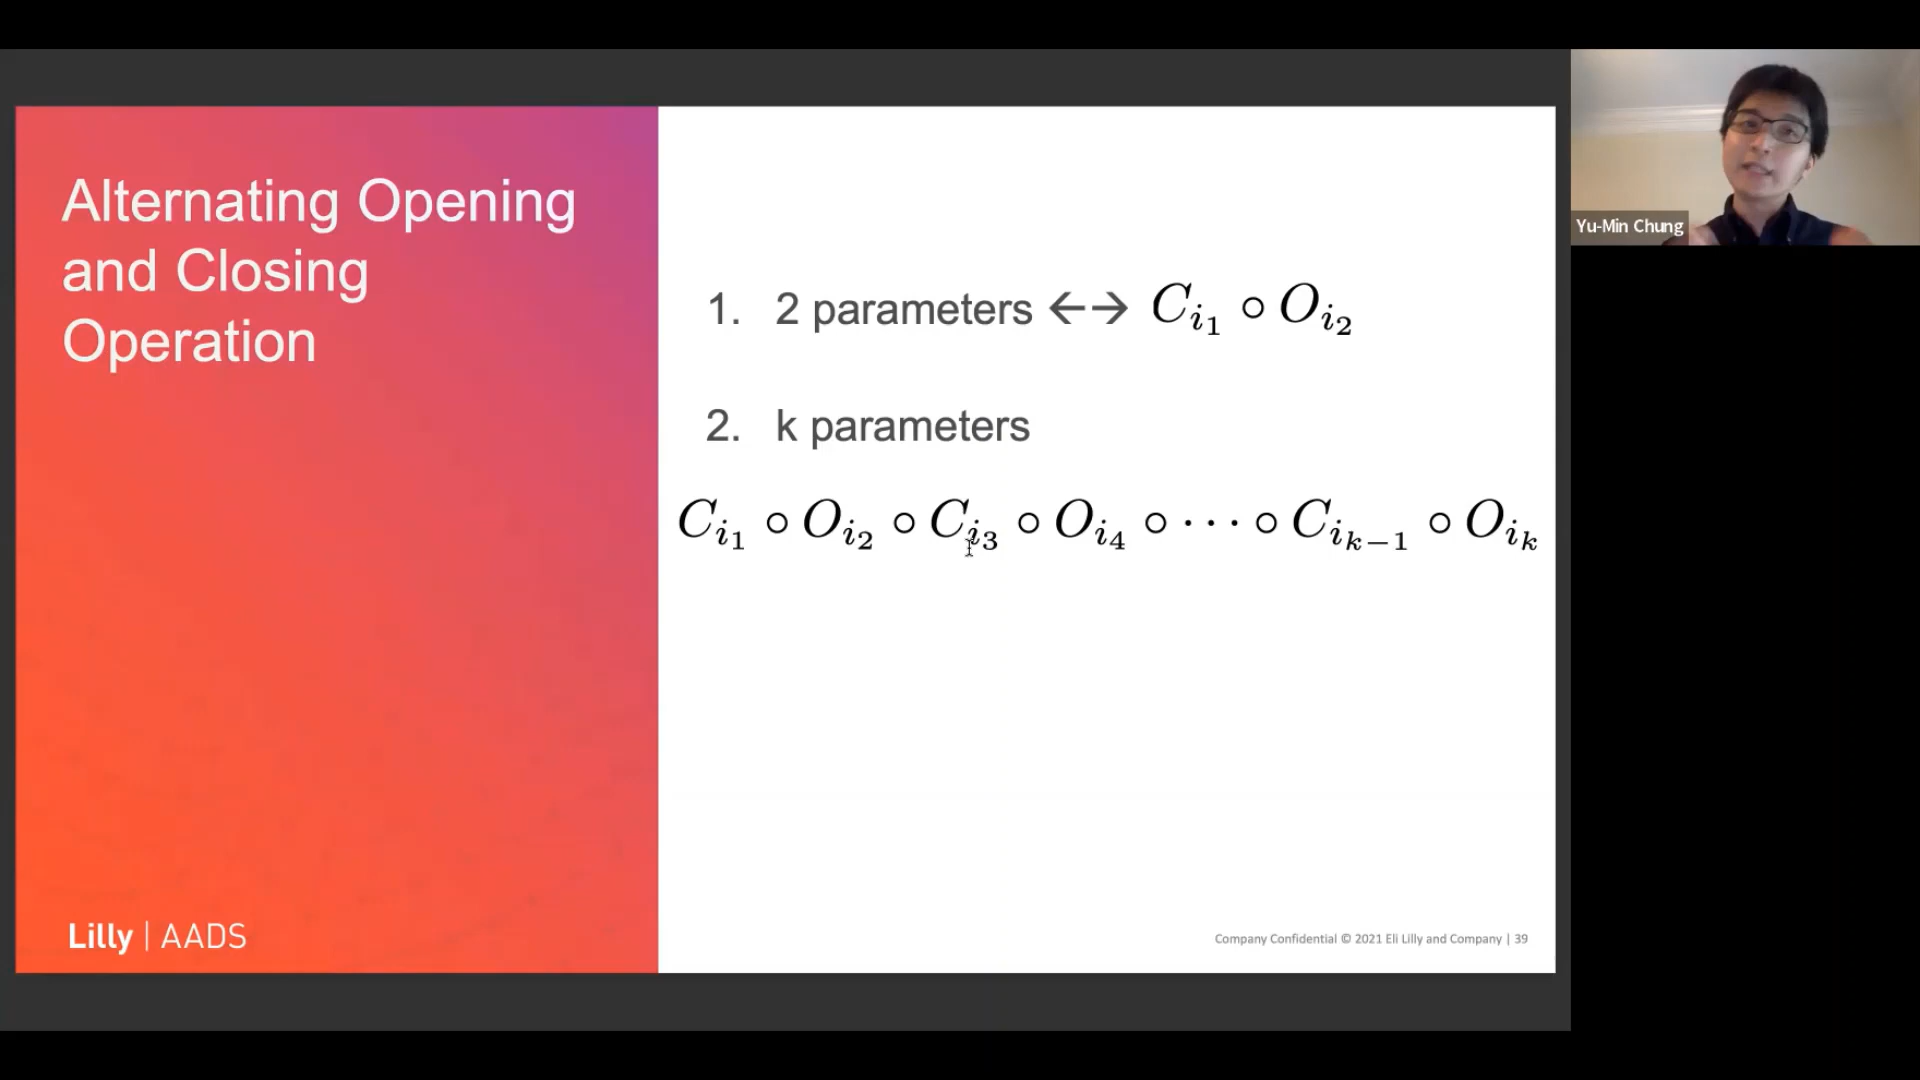 Alternating Opening
and Closing
Operation
1. 2 parameters ←→ C_{i_1} ∘ O_{i_2}
2. k parameters
C_{i_1} ∘ O_{i_2} ∘ C_{i_3} ∘ O_{i_4} ∘ ⋯ ∘ C_{i_{k-1}} ∘ O_{i_k}
Lilly | AADS
Company Confidential © 2021 Eli Lilly and Company | 39
Yu-Min Chung